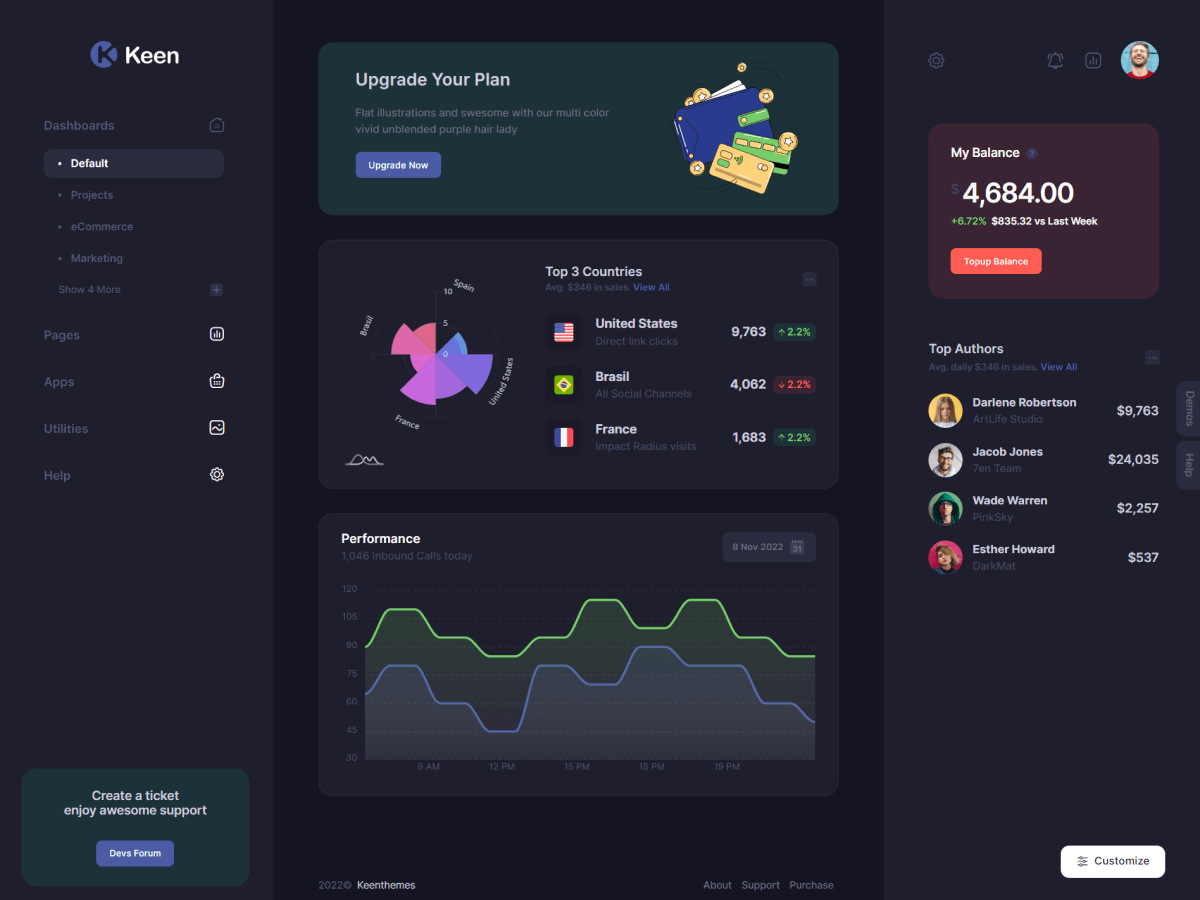 Keen
Dashboards
Default
Projects
eCommerce
Marketing
Show 4 More
Pages
Apps
Utilities
Help
Create a ticket
enjoy awesome support
Devs Forum
Upgrade Your Plan
Flat illustrations and swesome with our multi color
vivid unblended purple hair lady
Upgrade Now
Spain
Brasil
United States
France
10
5
0
Top 3 Countries
Avg. $346 in sales. View All
United States
Direct link clicks
9,763
2.2%
Brasil
All Social Channels
4,062
2.2%
France
Impact Radius visits
1,683
2.2%
Performance
1,046 Inbound Calls today
8 Nov 2022
31
120
105
90
75
60
45
30
9 AM
12 PM
15 PM
18 PM
19 PM
2022© Keenthemes
About Support Purchase
My Balance ?
$ 4,684.00
+6.72% $835.32 vs Last Week
Topup Balance
Top Authors
Avg. daily $346 in sales. View All
Darlene Robertson
ArtLife Studio
$9,763
Jacob Jones
7en Team
$24,035
Wade Warren
PinkSky
$2,257
Esther Howard
DarkMat
$537
Demos
Help
Customize